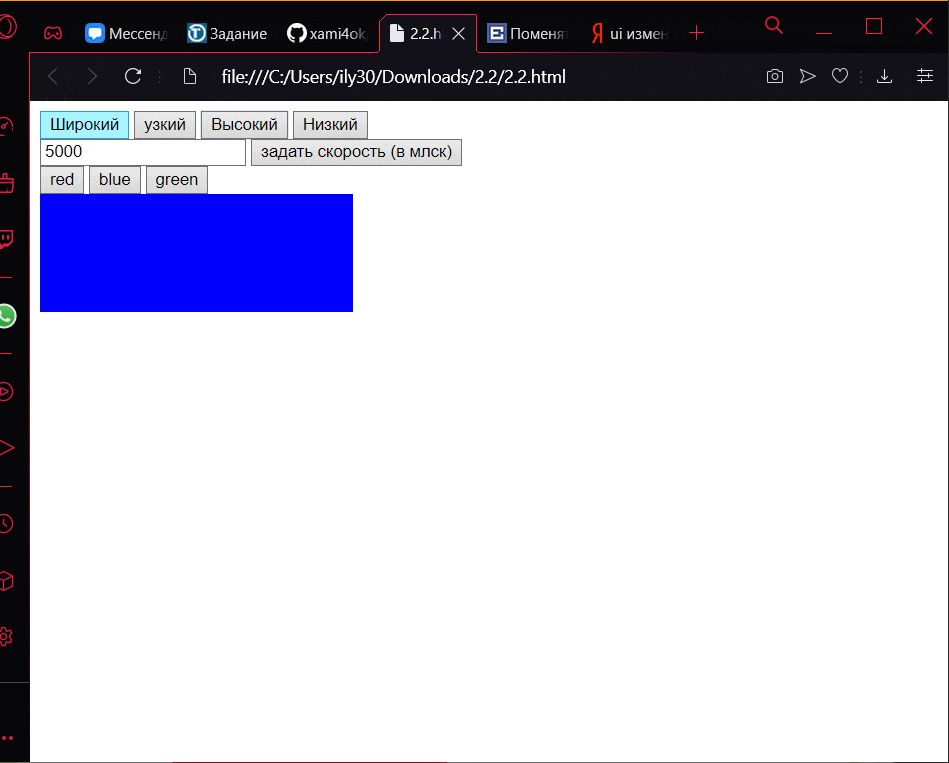 Мессенд Задание xami4ok 2.2.h Поменят ui измен
file:///C:/Users/ily30/Downloads/2.2/2.2.html
Широкий узкий Высокий Низкий
5000 задать скорость (в млск)
red blue green